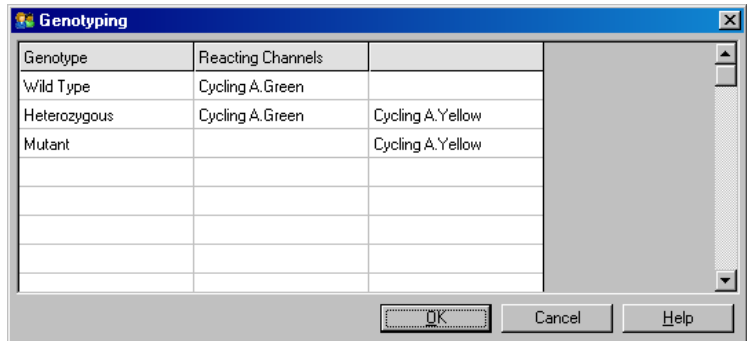 Genotyping
Genotype Reacting Channels
Wild Type Cycling A.Green
Heterozygous Cycling A.Green Cycling A.Yellow
Mutant Cycling A.Yellow
OK Cancel Help